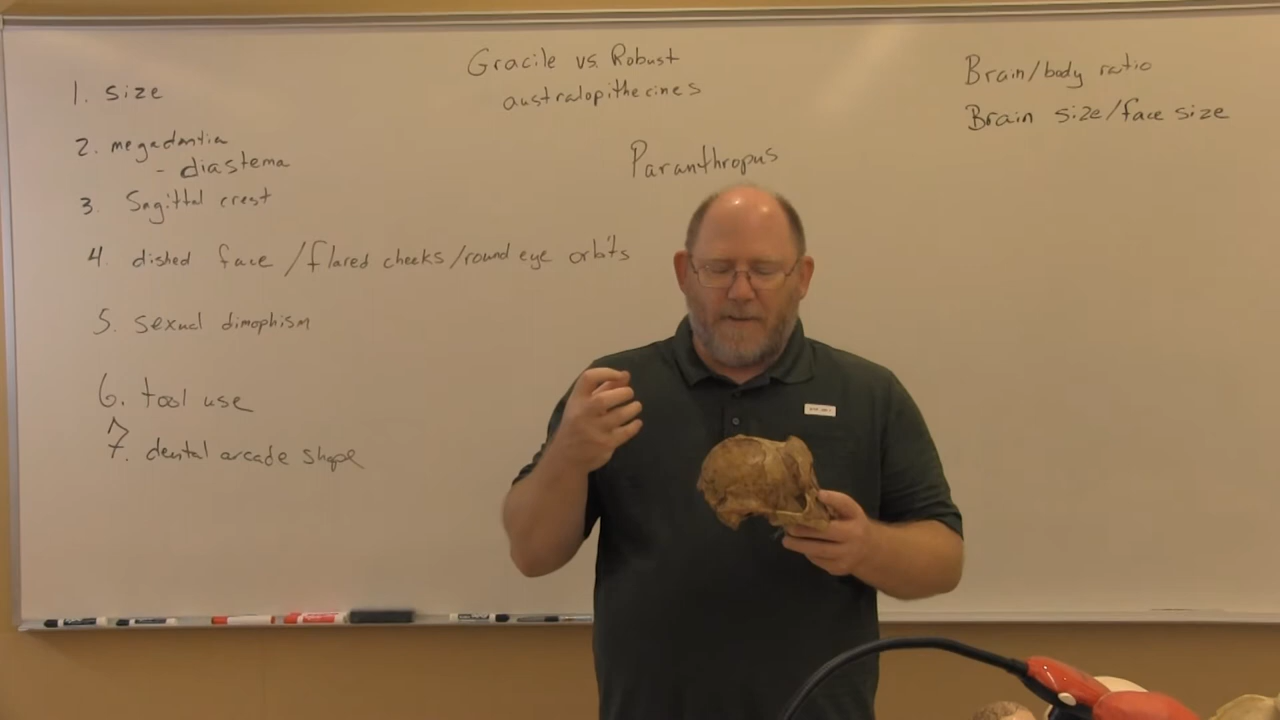 Gracile vs. Robust
australopithecines
Paranthropus
1. size
2. megadontia
- diastema
3. Sagittal crest
4. dished face /flared cheeks/round eye orbits
5. sexual dimophism
6. tool use
7. dental arcade shape
Brain/body ratio
Brain size/face size